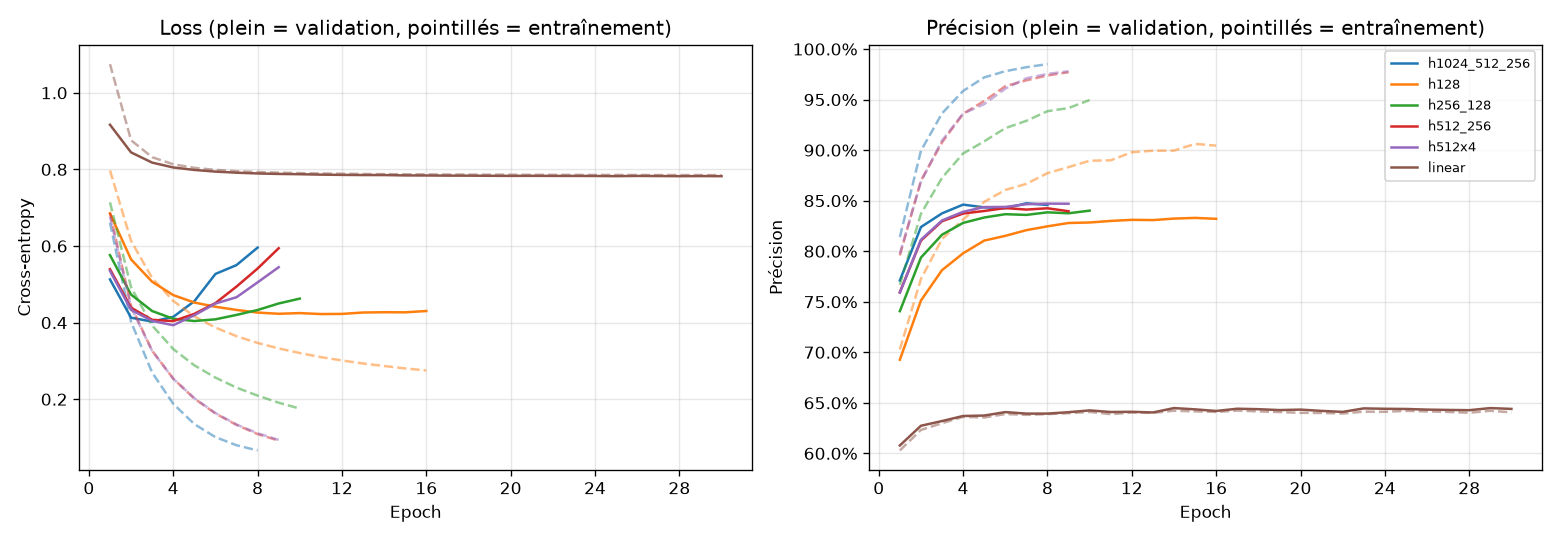 Loss (plein = validation, pointillés = entraînement)
Cross-entropy
1.0
0.8
0.6
0.4
0.2
0 4 8 12 16 20 24 28
Epoch
Précision (plein = validation, pointillés = entraînement)
Précision
100.0%
95.0%
90.0%
85.0%
80.0%
75.0%
70.0%
65.0%
60.0%
0 4 8 12 16 20 24 28
Epoch
h1024_512_256
h128
h256_128
h512_256
h512x4
linear